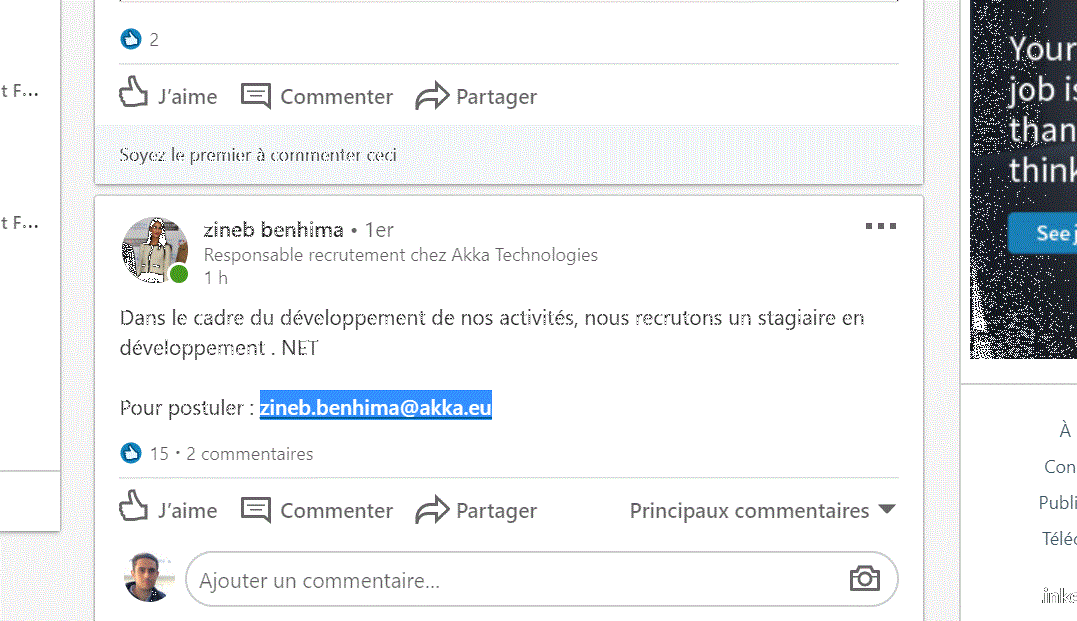 2
J'aime Commenter Partager
Soyez le premier à commenter ceci
t F...
t F...
zineb benhima • 1er
Responsable recrutement chez Akka Technologies
1 h
Dans le cadre du développement de nos activités, nous recrutons un stagiaire en
développement . NET
Pour postuler : zineb.benhima@akka.eu
15 • 2 commentaires
J'aime Commenter Partager Principaux commentaires
Ajouter un commentaire...
Your
job is
than
think
See j
À
Con
Publi
Téléc
inke